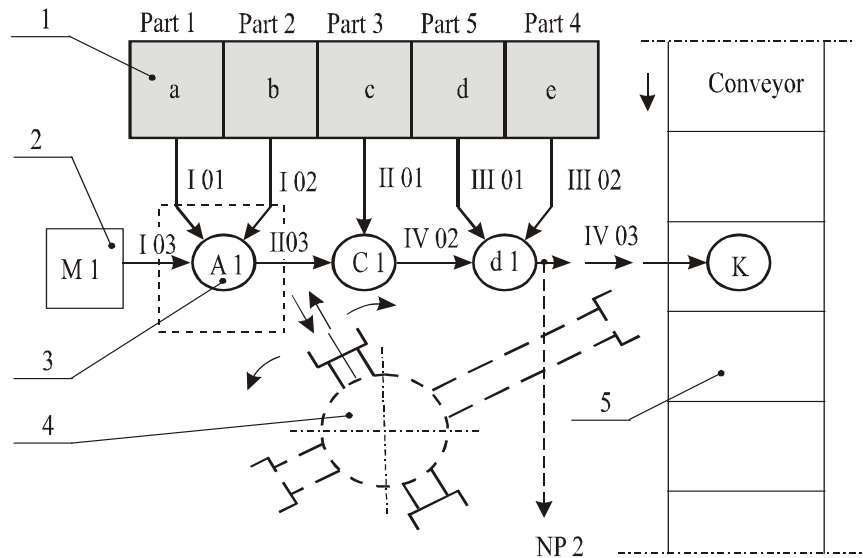 1
Part 1 Part 2 Part 3 Part 5 Part 4
a b c d e
Conveyor
2
I 01 I 02 II 01 III 01 III 02
M 1
I 03
A 1
II03
C 1
IV 02
d 1
IV 03
K
3
4
5
NP 2